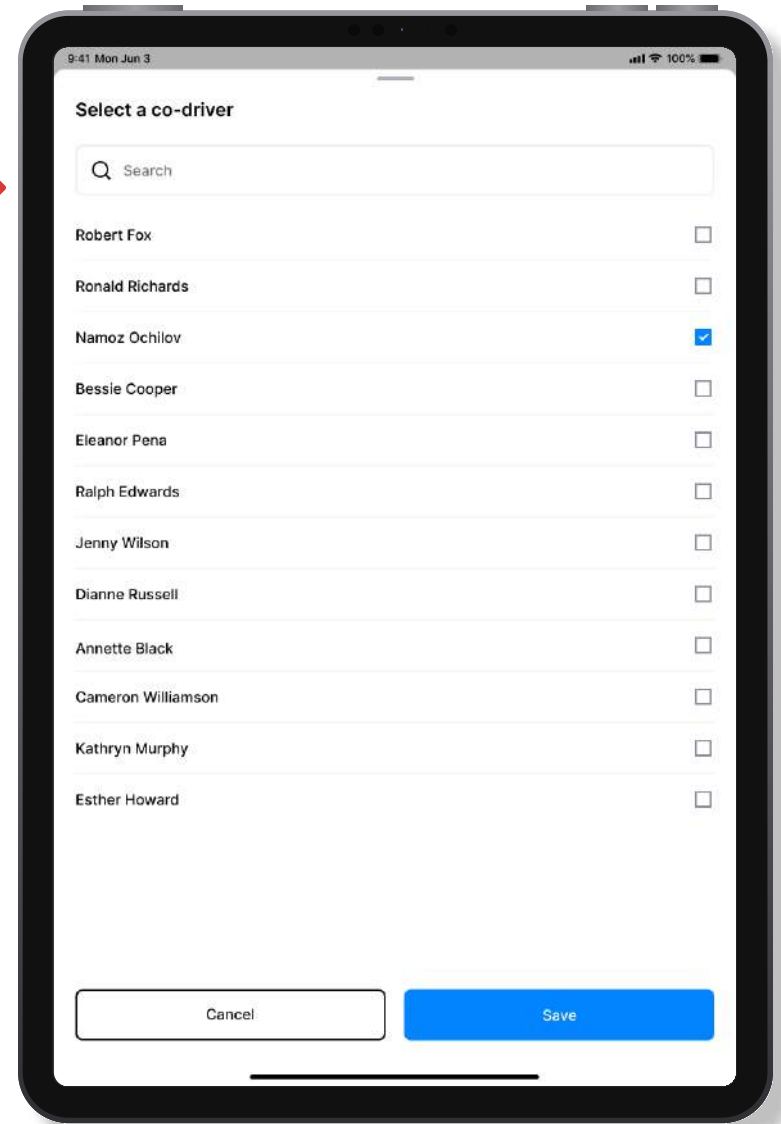 9:41 Mon Jun 3 100%
Select a co-driver
Search
Robert Fox
Ronald Richards
Namoz Ochilov
Bessie Cooper
Eleanor Pena
Ralph Edwards
Jenny Wilson
Dianne Russell
Annette Black
Cameron Williamson
Kathryn Murphy
Esther Howard
Cancel Save